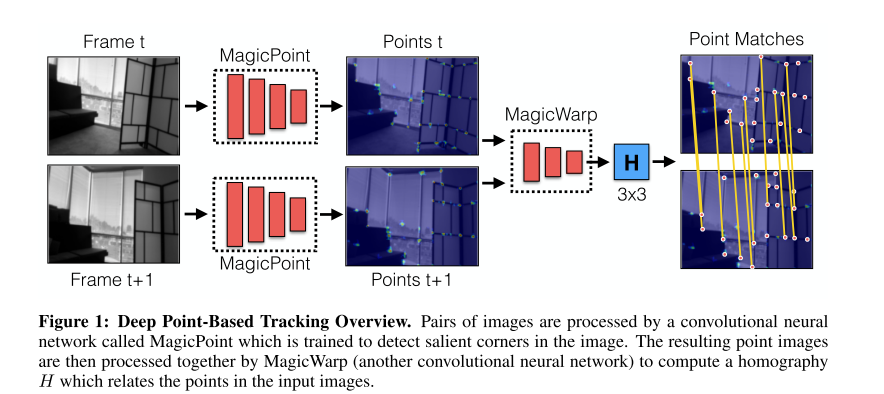 Frame t
MagicPoint
Points t
Point Matches
MagicWarp
H
3x3
Frame t+1
MagicPoint
Points t+1
Figure 1: Deep Point-Based Tracking Overview. Pairs of images are processed by a convolutional neural
network called MagicPoint which is trained to detect salient corners in the image. The resulting point images
are then processed together by MagicWarp (another convolutional neural network) to compute a homography
H which relates the points in the input images.